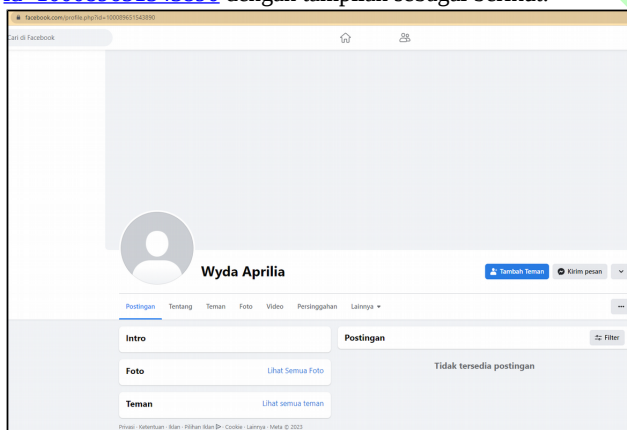 id=100089651543890 dengan tampilan sebagai berikut:
facebook.com/profile.php?id=100089651543890
Cari di Facebook
Wyda Aprilia
Tambah Teman
Kirim pesan
Postingan Tentang Teman Foto Video Persinggahan Lainnya
Intro
Foto Lihat Semua Foto
Teman Lihat semua teman
Privasi · Ketentuan · Iklan · Pilihan Iklan · Cookie · Lainnya · Meta © 2023
Postingan Filter
Tidak tersedia postingan